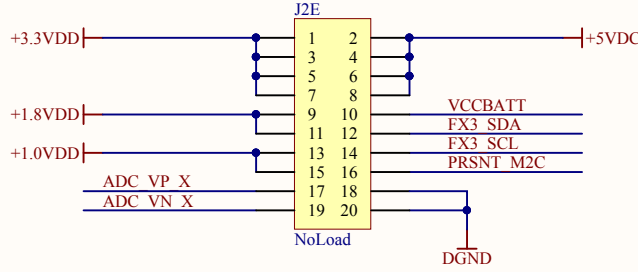 J2E
+3.3VDD 1 2 +5VDC
3 4
5 6
7 8
+1.8VDD 9 10 VCCBATT
11 12 FX3_SDA
+1.0VDD 13 14 FX3_SCL
15 16 PRSNT_M2C
ADC_VP_X 17 18
ADC_VN_X 19 20
NoLoad
DGND